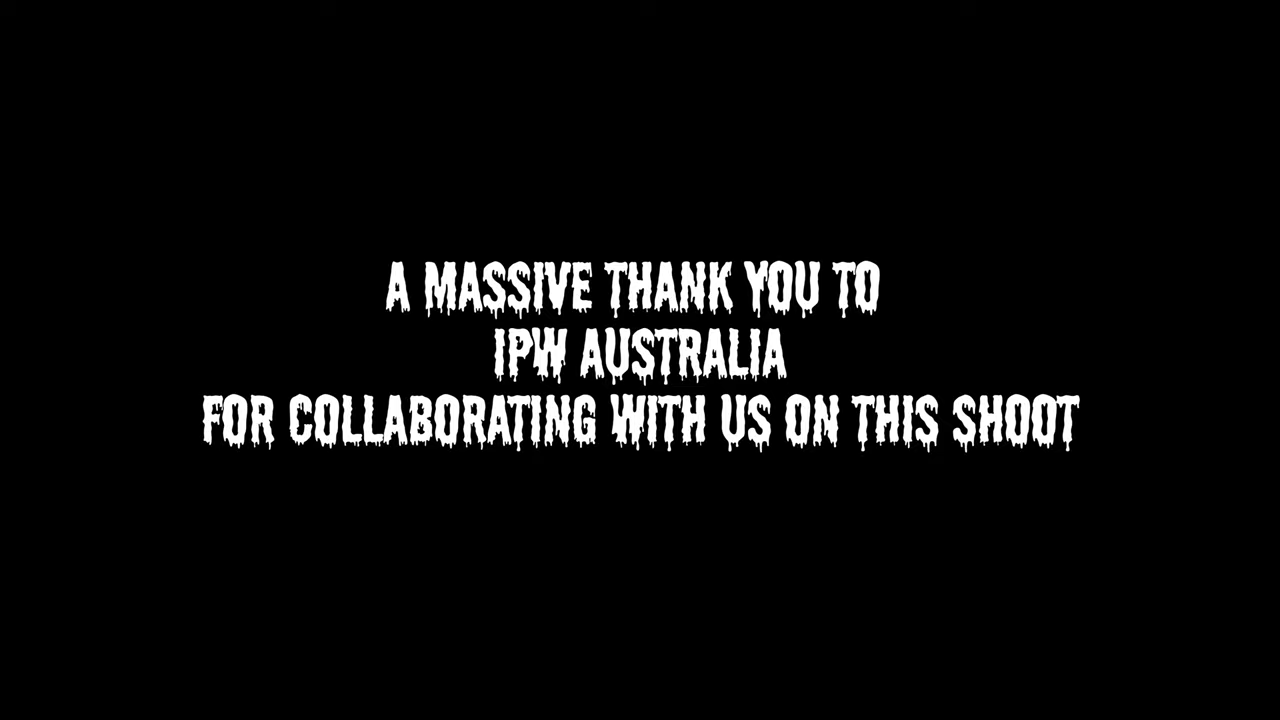 A MASSIVE THANK YOU TO
IPW AUSTRALIA
FOR COLLABORATING WITH US ON THIS SHOOT